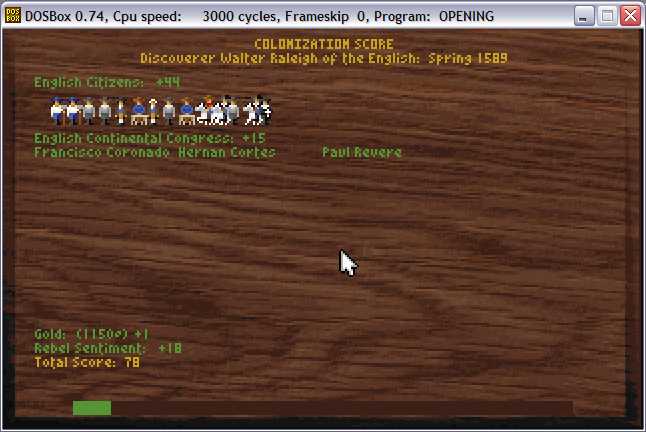 DOSBox 0.74, Cpu speed: 3000 cycles, Frameskip 0, Program: OPENING
COLONIZATION SCORE
Discoverer Walter Raleigh of the English: Spring 1589
English Citizens: +44
English Continental Congress: +15
Francisco Coronado Hernan Cortes Paul Revere
Gold: (1150¢) +1
Rebel Sentiment: +18
Total Score: 78